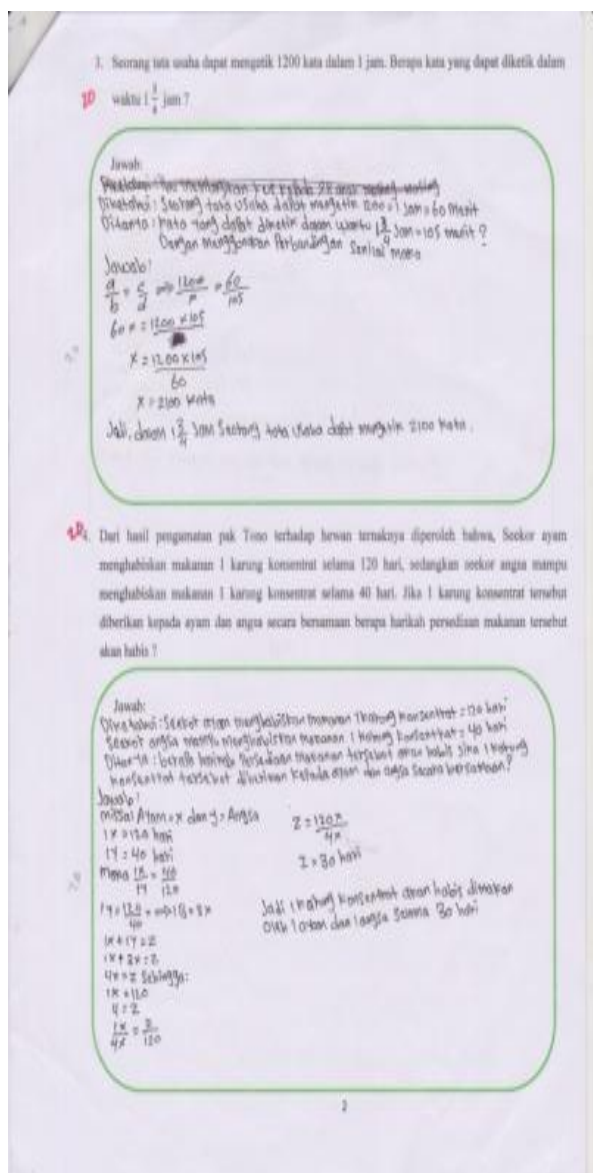 3. Seorang tata usaha dapat mengetik 1200 kata dalam 1 jam. Berapa kata yang dapat diketik dalam
20 waktu 1 3/4 jam ?
Jawab:
Diketahui : Seorang tata usaha dapat mengetik 1200 = 1 jam = 60 menit
Ditanya : kata yang dapat diketik dalam waktu 1 3/4 jam = 105 menit ?
Dengan menggunakan Perbandingan senilai maka
Jawab :
a/b = c/d => 1200/x = 60/105
60 x = 1200 x 105
x = 1200 x 105 / 60
x = 2100 kata
Jadi, dalam 1 3/4 jam Seorang tata usaha dapat mengetik 2100 kata.
20 4. Dari hasil pengamatan pak Tono terhadap hewan ternaknya diperoleh bahwa, Seekor ayam
menghabiskan makanan 1 karung konsentrat selama 120 hari, sedangkan seekor angsa mampu
menghabiskan makanan 1 karung konsentrat selama 40 hari. Jika 1 karung konsentrat tersebut
diberikan kepada ayam dan angsa secara bersamaan berapa harikah persediaan makanan tersebut
akan habis ?
Jawab:
Diketahui : Seekor ayam menghabiskan makanan 1 karung konsentrat = 120 hari
Seekor angsa mampu menghabiskan makanan 1 karung konsentrat = 40 hari
Ditanya : berapa harikah Persediaan makanan tersebut akan habis jika 1 karung
konsentrat tersebut diberikan kepada ayam dan angsa secara bersamaan?
Jawab :
misal Ayam = x dan y = Angsa
1x = 120 hari
1y = 40 hari
maka 1x/1y = 40/120
1y = 120/40
1x + 1y = z
1x + 3x = z
4x = z Sehingga:
1x = 120
4 = z
1x/4x = z/120
z = 120x/4x
z = 30 hari
Jadi 1 karung konsentrat akan habis dimakan
oleh 1 ayam dan 1 angsa selama 30 hari
2